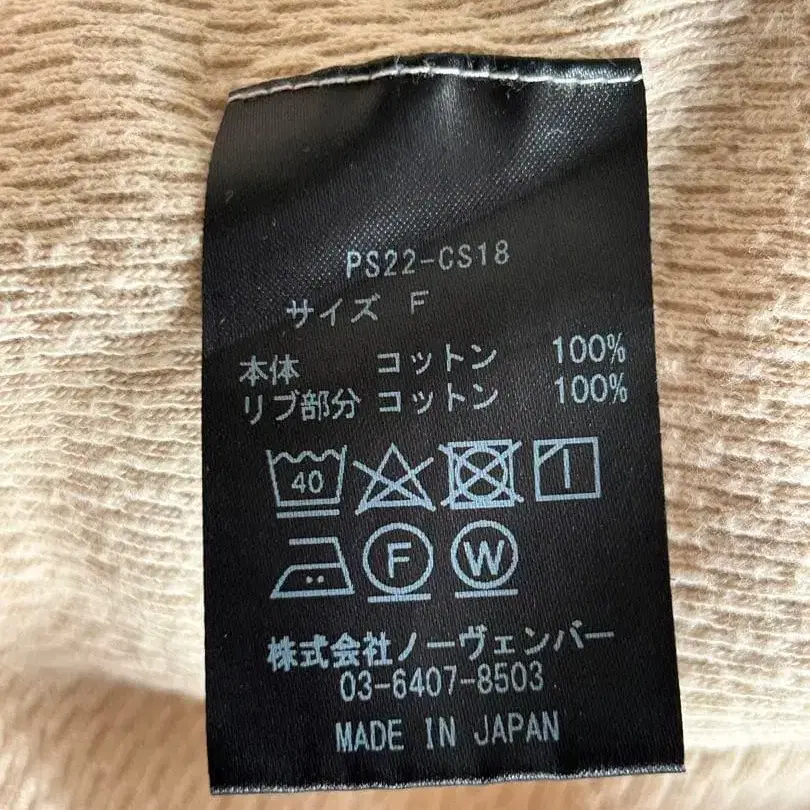 PS22-CS18
サイズ F
本体 コットン 100%
リブ部分 コットン 100%
40
F W
株式会社ノーヴェンバー
03-6407-8503
MADE IN JAPAN